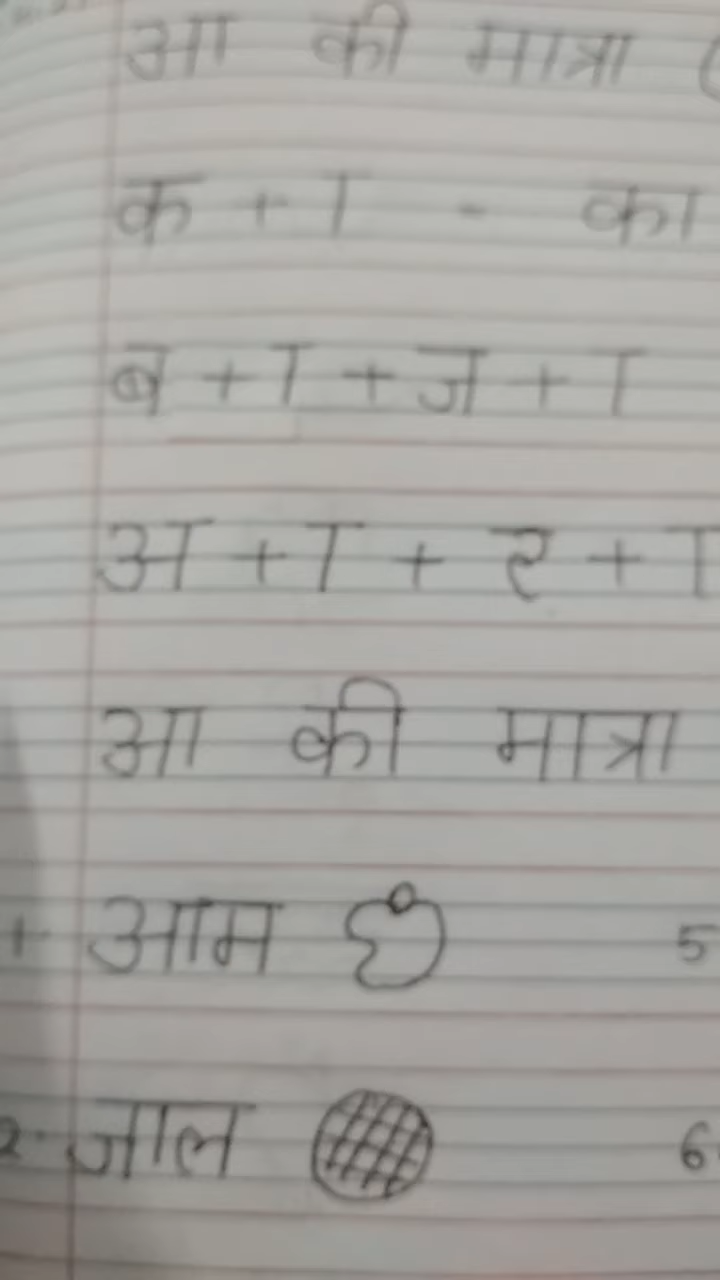 आ की मात्रा (
क + ा - का
ब + ा + ज + ा
अ + ा + र + ा
आ की मात्रा
1 आम 5
2. जाल 6.